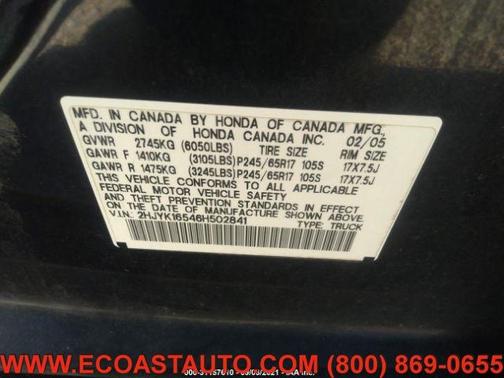 MFD. IN CANADA BY HONDA OF CANADA MFG.,
A DIVISION OF HONDA CANADA INC. 02/05
GVWR 2745KG (6050LBS) TIRE SIZE RIM SIZE
GAWR F 1410KG (3105LBS) P245/65R17 105S 17X7.5J
GAWR R 1475KG (3245LBS) P245/65R17 105S 17X7.5J
THIS VEHICLE CONFORMS TO ALL APPLICABLE
FEDERAL MOTOR VEHICLE SAFETY STANDARDS IN
EFFECT ON THE DATE OF MANUFACTURE SHOWN ABOVE.
V.I.N.: 2HJYK16546H502841 TYPE: TRUCK
WWW.ECOASTAUTO.COM (800) 869-0655